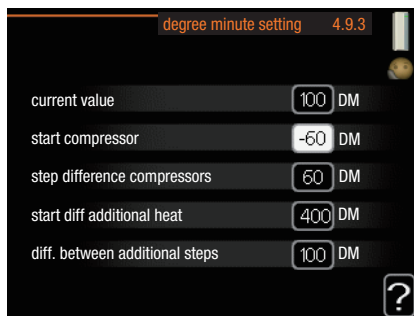 degree minute setting 4.9.3
current value 100 DM
start compressor -60 DM
step difference compressors 60 DM
start diff additional heat 400 DM
diff. between additional steps 100 DM
?